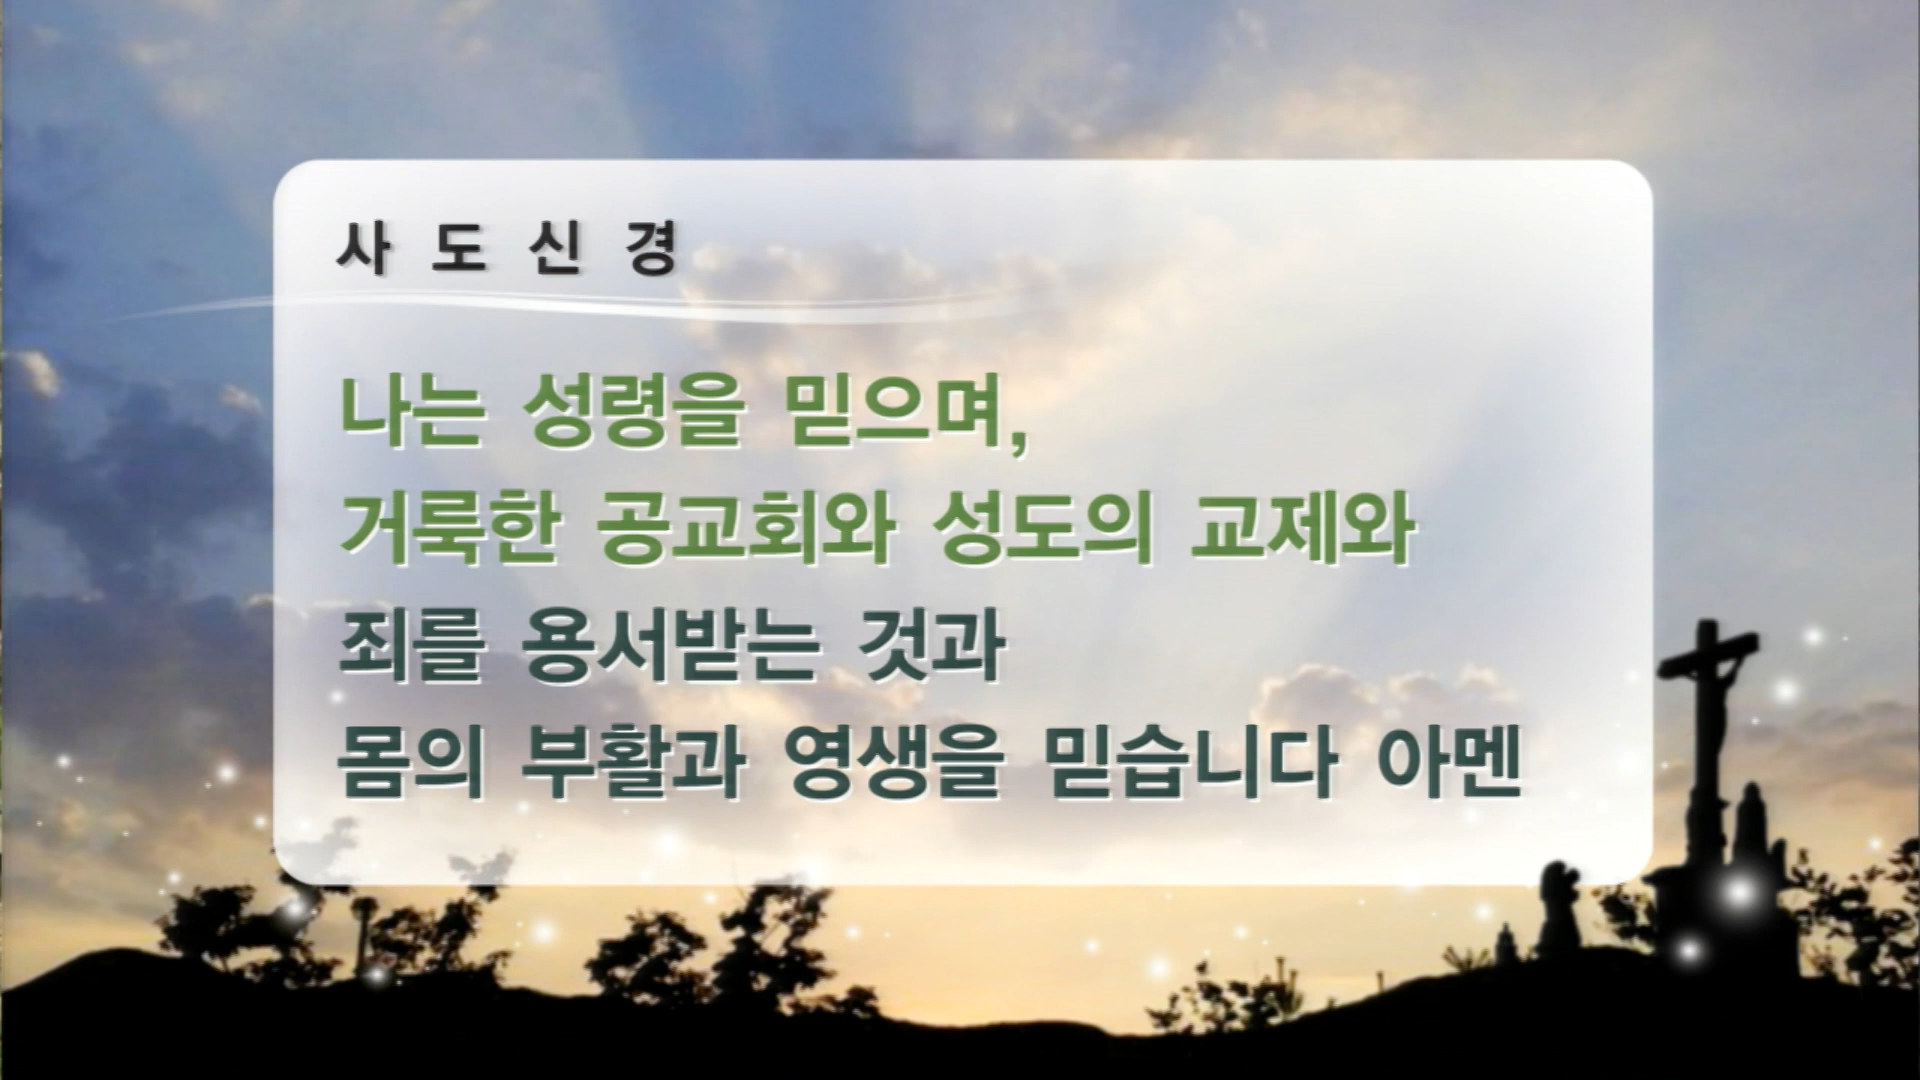 사 도 신 경
나는 성령을 믿으며,
거룩한 공교회와 성도의 교제와
죄를 용서받는 것과
몸의 부활과 영생을 믿습니다 아멘